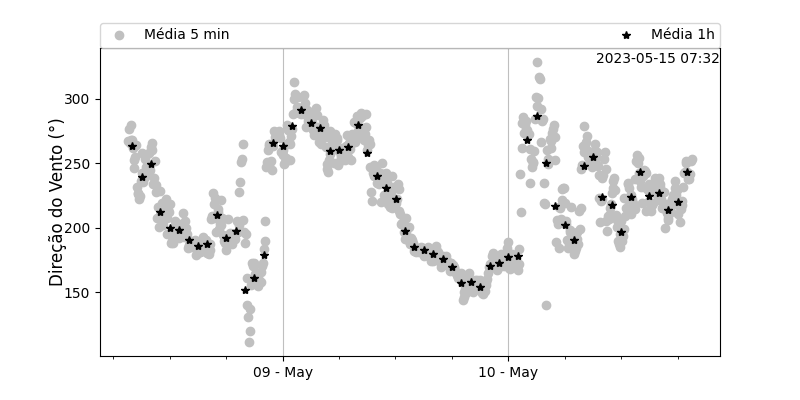 Média 5 min
Média 1h
2023-05-15 07:32
Direção do Vento (°)
300
250
200
150
09 - May
10 - May